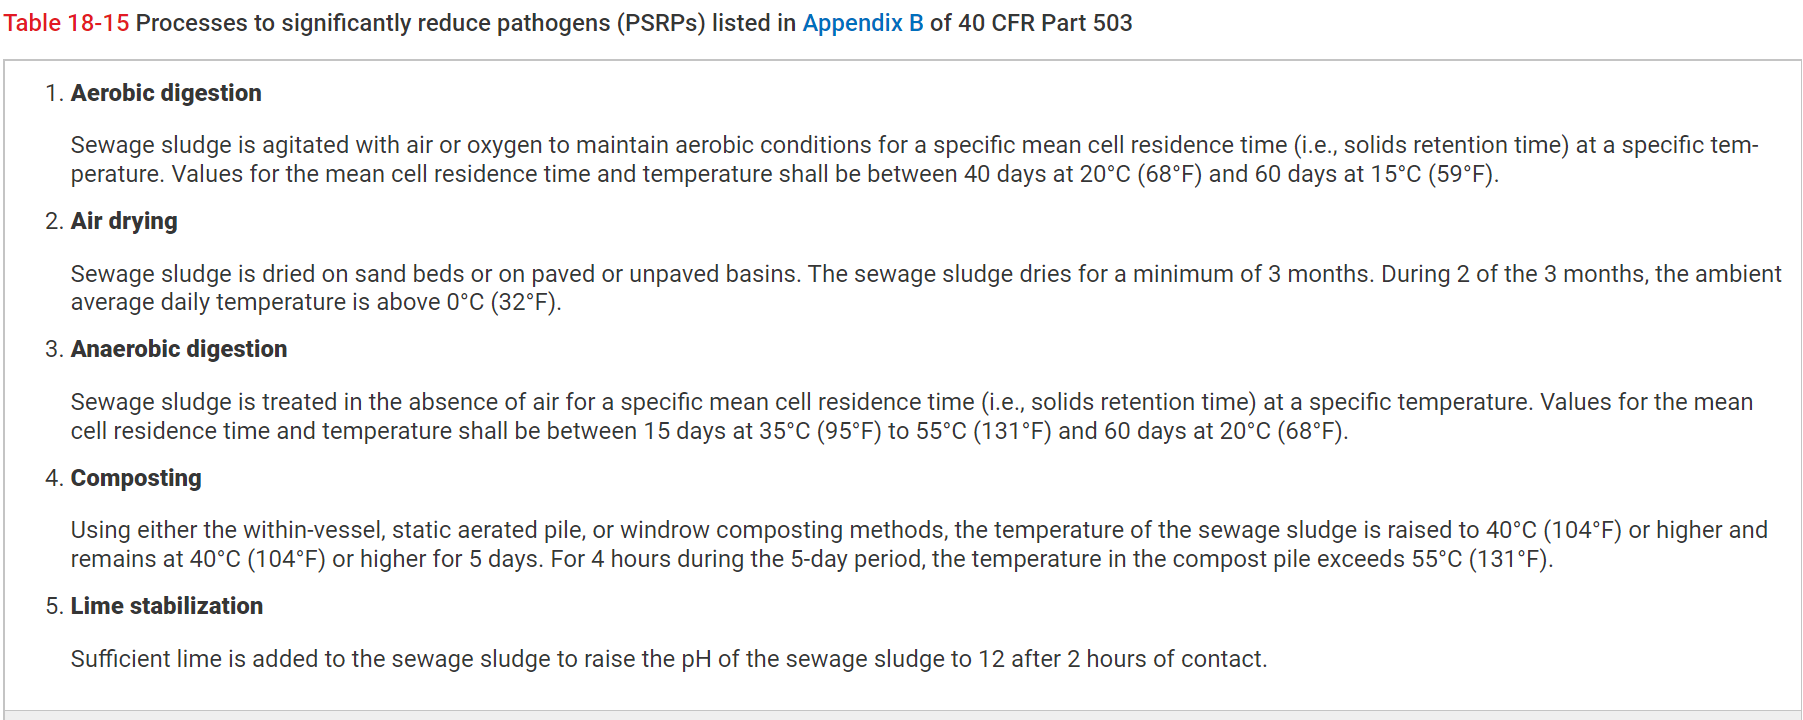 Table 18-15 Processes to significantly reduce pathogens (PSRPs) listed in Appendix B of 40 CFR Part 503
1. Aerobic digestion
Sewage sludge is agitated with air or oxygen to maintain aerobic conditions for a specific mean cell residence time (i.e., solids retention time) at a specific tem-
perature. Values for the mean cell residence time and temperature shall be between 40 days at 20°C (68°F) and 60 days at 15°C (59°F).
2. Air drying
Sewage sludge is dried on sand beds or on paved or unpaved basins. The sewage sludge dries for a minimum of 3 months. During 2 of the 3 months, the ambient
average daily temperature is above 0°C (32°F).
3. Anaerobic digestion
Sewage sludge is treated in the absence of air for a specific mean cell residence time (i.e., solids retention time) at a specific temperature. Values for the mean
cell residence time and temperature shall be between 15 days at 35°C (95°F) to 55°C (131°F) and 60 days at 20°C (68°F).
4. Composting
Using either the within-vessel, static aerated pile, or windrow composting methods, the temperature of the sewage sludge is raised to 40°C (104°F) or higher and
remains at 40°C (104°F) or higher for 5 days. For 4 hours during the 5-day period, the temperature in the compost pile exceeds 55°C (131°F).
5. Lime stabilization
Sufficient lime is added to the sewage sludge to raise the pH of the sewage sludge to 12 after 2 hours of contact.